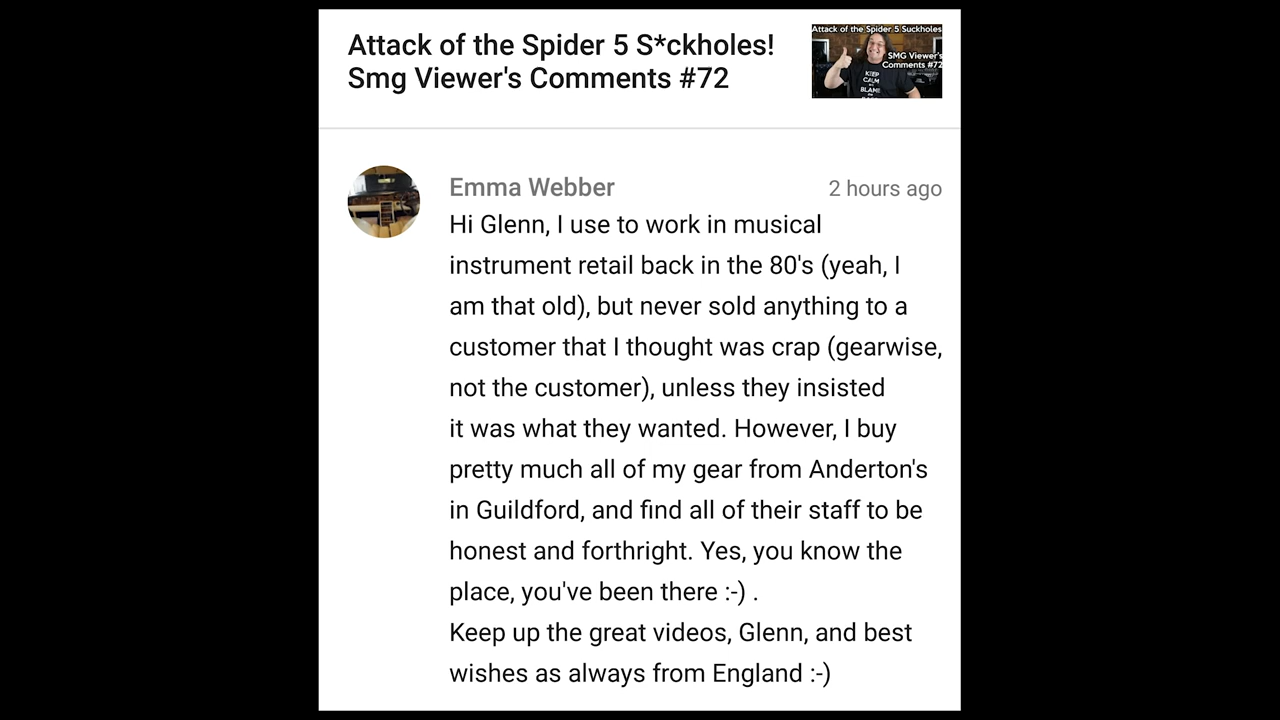 Attack of the Spider 5 S*ckholes!
Smg Viewer's Comments #72
Attack of the Spider 5 Suckholes
SMG Viewer's
Comments #72
KEEP
CALM
BLAME
Emma Webber
2 hours ago
Hi Glenn, I use to work in musical
instrument retail back in the 80's (yeah, I
am that old), but never sold anything to a
customer that I thought was crap (gearwise,
not the customer), unless they insisted
it was what they wanted. However, I buy
pretty much all of my gear from Anderton's
in Guildford, and find all of their staff to be
honest and forthright. Yes, you know the
place, you've been there :-) .
Keep up the great videos, Glenn, and best
wishes as always from England :-)